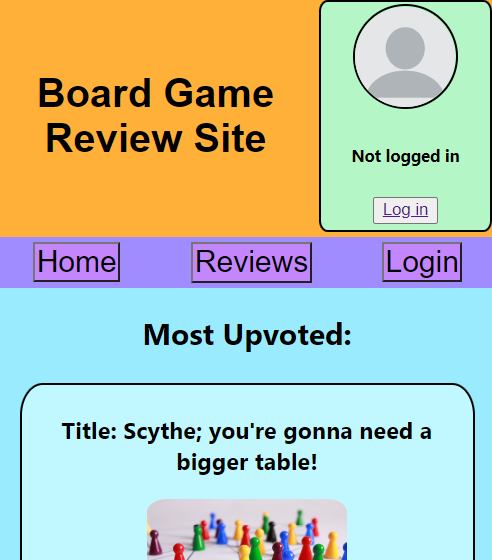 Board Game
Review Site
Not logged in
Log in
Home
Reviews
Login
Most Upvoted:
Title: Scythe; you're gonna need a
bigger table!